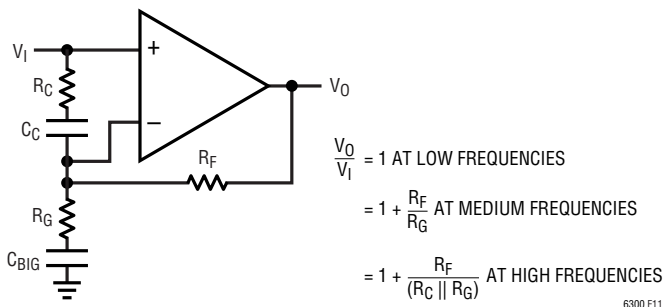 V_I
+
−
V_O
R_C
C_C
R_F
R_G
C_BIG
V_O/V_I = 1 AT LOW FREQUENCIES
= 1 + R_F/R_G AT MEDIUM FREQUENCIES
= 1 + R_F/(R_C || R_G) AT HIGH FREQUENCIES
6300 F11